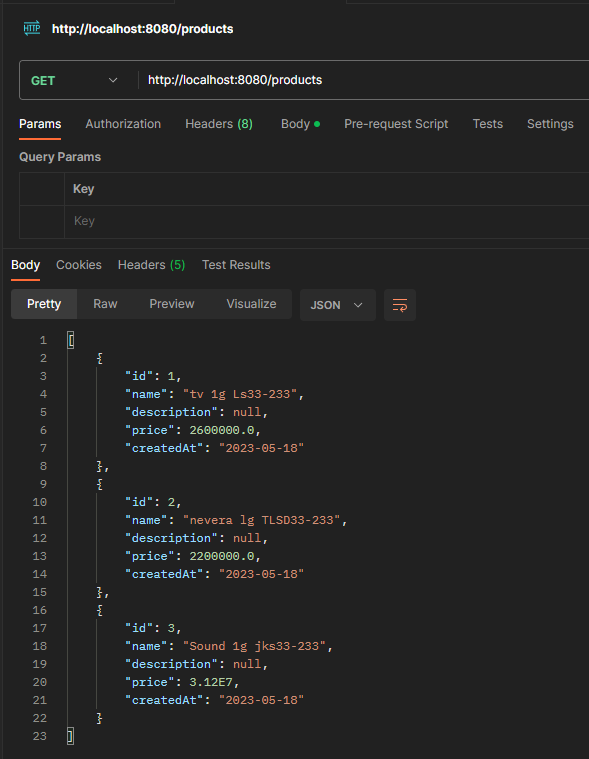 HTTP http://localhost:8080/products
GET http://localhost:8080/products
Params Authorization Headers (8) Body Pre-request Script Tests Settings
Query Params
Key
Key
Body Cookies Headers (5) Test Results
Pretty Raw Preview Visualize JSON
1 [
2 {
3 "id": 1,
4 "name": "tv 1g Ls33-233",
5 "description": null,
6 "price": 2600000.0,
7 "createdAt": "2023-05-18"
8 },
9 {
10 "id": 2,
11 "name": "nevera lg TLSD33-233",
12 "description": null,
13 "price": 2200000.0,
14 "createdAt": "2023-05-18"
15 },
16 {
17 "id": 3,
18 "name": "Sound 1g jks33-233",
19 "description": null,
20 "price": 3.12E7,
21 "createdAt": "2023-05-18"
22 }
23 ]